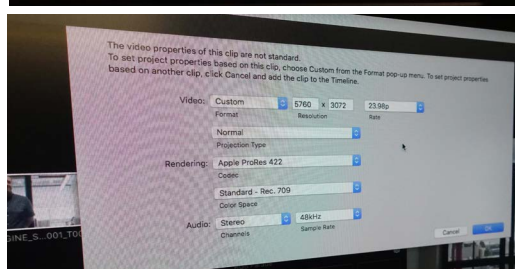 The video properties of this clip are not standard.
To set project properties based on this clip, choose Custom from the Format pop-up menu. To set project properties
based on another clip, click Cancel and add the clip to the Timeline.
Video: Custom 5760 x 3072 23.98p
Format Resolution Rate
Normal
Projection Type
Rendering: Apple ProRes 422
Codec
Standard - Rec. 709
Color Space
Audio: Stereo 48kHz
Channels Sample Rate
Cancel OK
GINE_S...001_T00